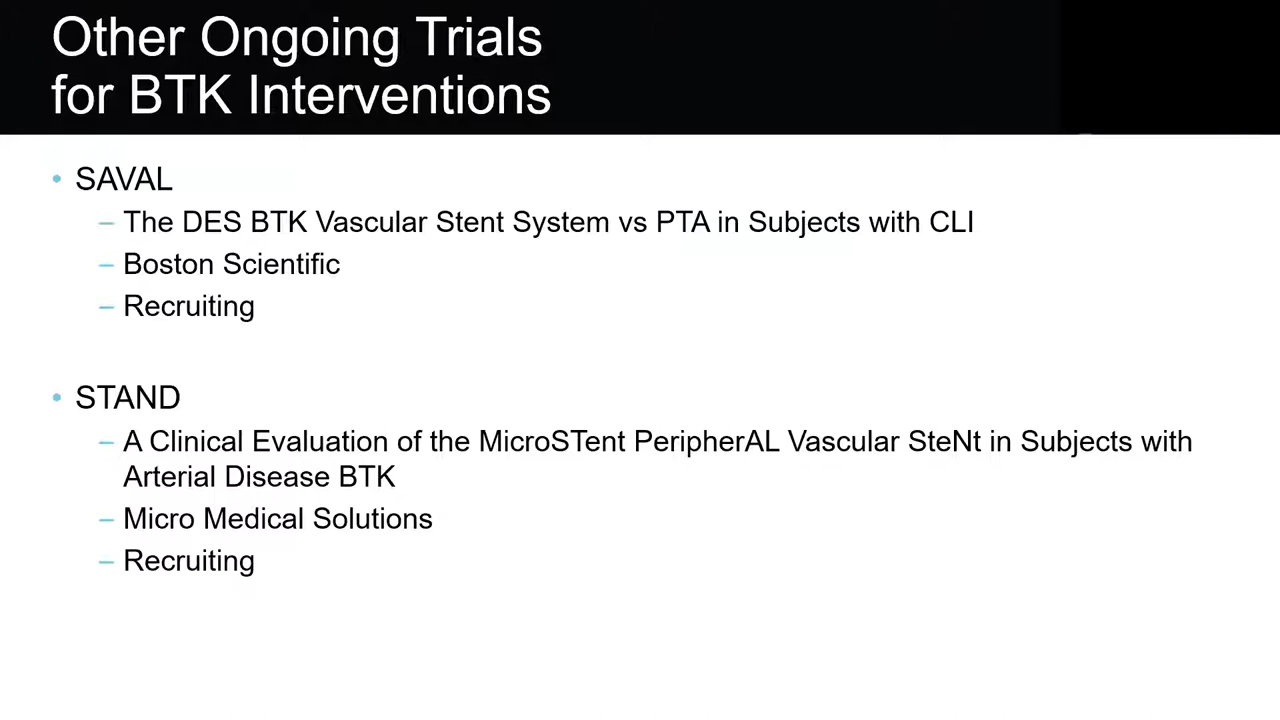 Other Ongoing Trials
for BTK Interventions
• SAVAL
– The DES BTK Vascular Stent System vs PTA in Subjects with CLI
– Boston Scientific
– Recruiting
• STAND
– A Clinical Evaluation of the MicroSTent PeripherAL Vascular SteNt in Subjects with
Arterial Disease BTK
– Micro Medical Solutions
– Recruiting